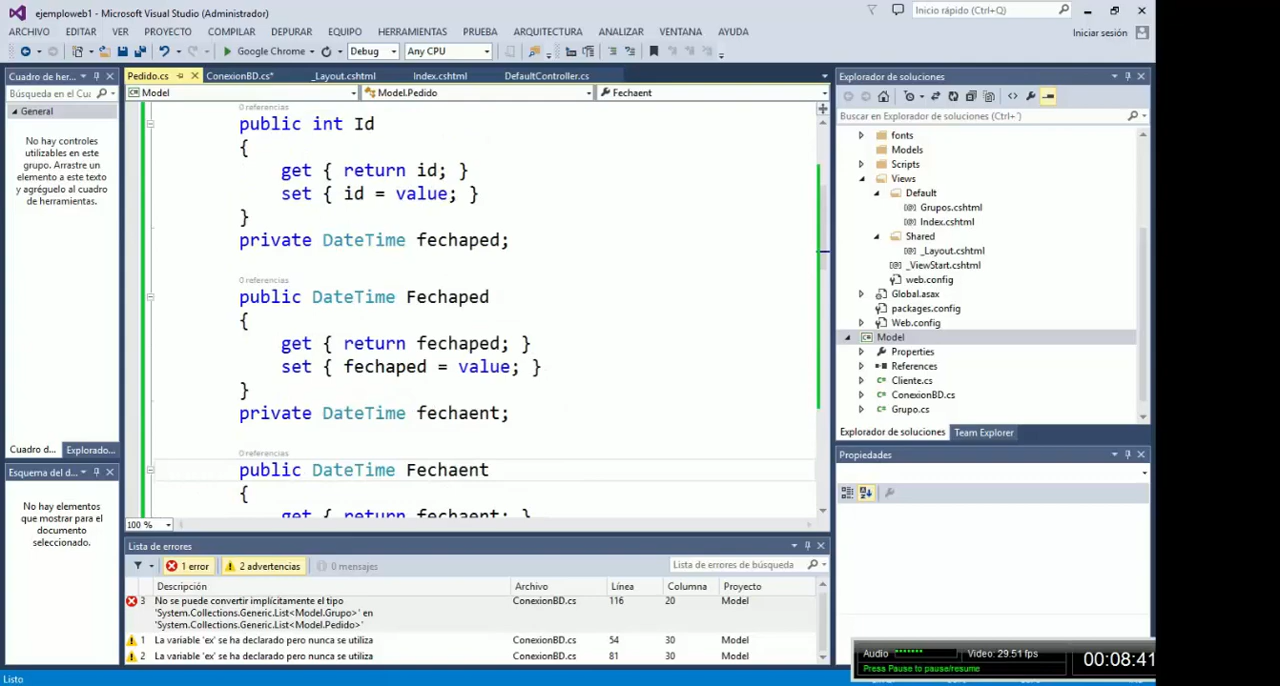 ejemploweb1 - Microsoft Visual Studio (Administrador)
Inicio rápido (Ctrl+Q)
ARCHIVO EDITAR VER PROYECTO COMPILAR DEPURAR EQUIPO HERRAMIENTAS PRUEBA ARQUITECTURA ANALIZAR VENTANA AYUDA
Iniciar sesión
Google Chrome Debug Any CPU
Cuadro de her...
Búsqueda en el Cu
General
No hay controles
utilizables en este
grupo. Arrastre un
elemento a este texto
y agréguelo al cuadro
de herramientas.
Cuadro d... Explorado...
Esquema del d
No hay elementos
que mostrar para el
documento
seleccionado.
Pedido.cs ConexionBD.cs* _Layout.cshtml Index.cshtml DefaultController.cs
Model Model.Pedido Fechaent
0 referencias
public int Id
{
get { return id; }
set { id = value; }
}
private DateTime fechaped;
0 referencias
public DateTime Fechaped
{
get { return fechaped; }
set { fechaped = value; }
}
private DateTime fechaent;
0 referencias
public DateTime Fechaent
{
get { return fechaent; }
100 %
Lista de errores
1 error 2 advertencias 0 mensajes
Lista de errores de búsqueda
Descripción Archivo Línea Columna Proyecto
3 No se puede convertir implícitamente el tipo 'System.Collections.Generic.List<Model.Grupo>' en 'System.Collections.Generic.List<Model.Pedido>' ConexionBD.cs 116 20 Model
1 La variable 'ex' se ha declarado pero nunca se utiliza ConexionBD.cs 54 30 Model
2 La variable 'ex' se ha declarado pero nunca se utiliza ConexionBD.cs 81 30 Model
Explorador de soluciones
Buscar en Explorador de soluciones (Ctrl+')
fonts
Models
Scripts
Views
Default
Grupos.cshtml
Index.cshtml
Shared
_Layout.cshtml
_ViewStart.cshtml
web.config
Global.asax
packages.config
Web.config
Model
Properties
References
Cliente.cs
ConexionBD.cs
Grupo.cs
Explorador de soluciones Team Explorer
Propiedades
Audio Video: 29.51 fps
Press Pause to pause/resume
00:08:41
Listo